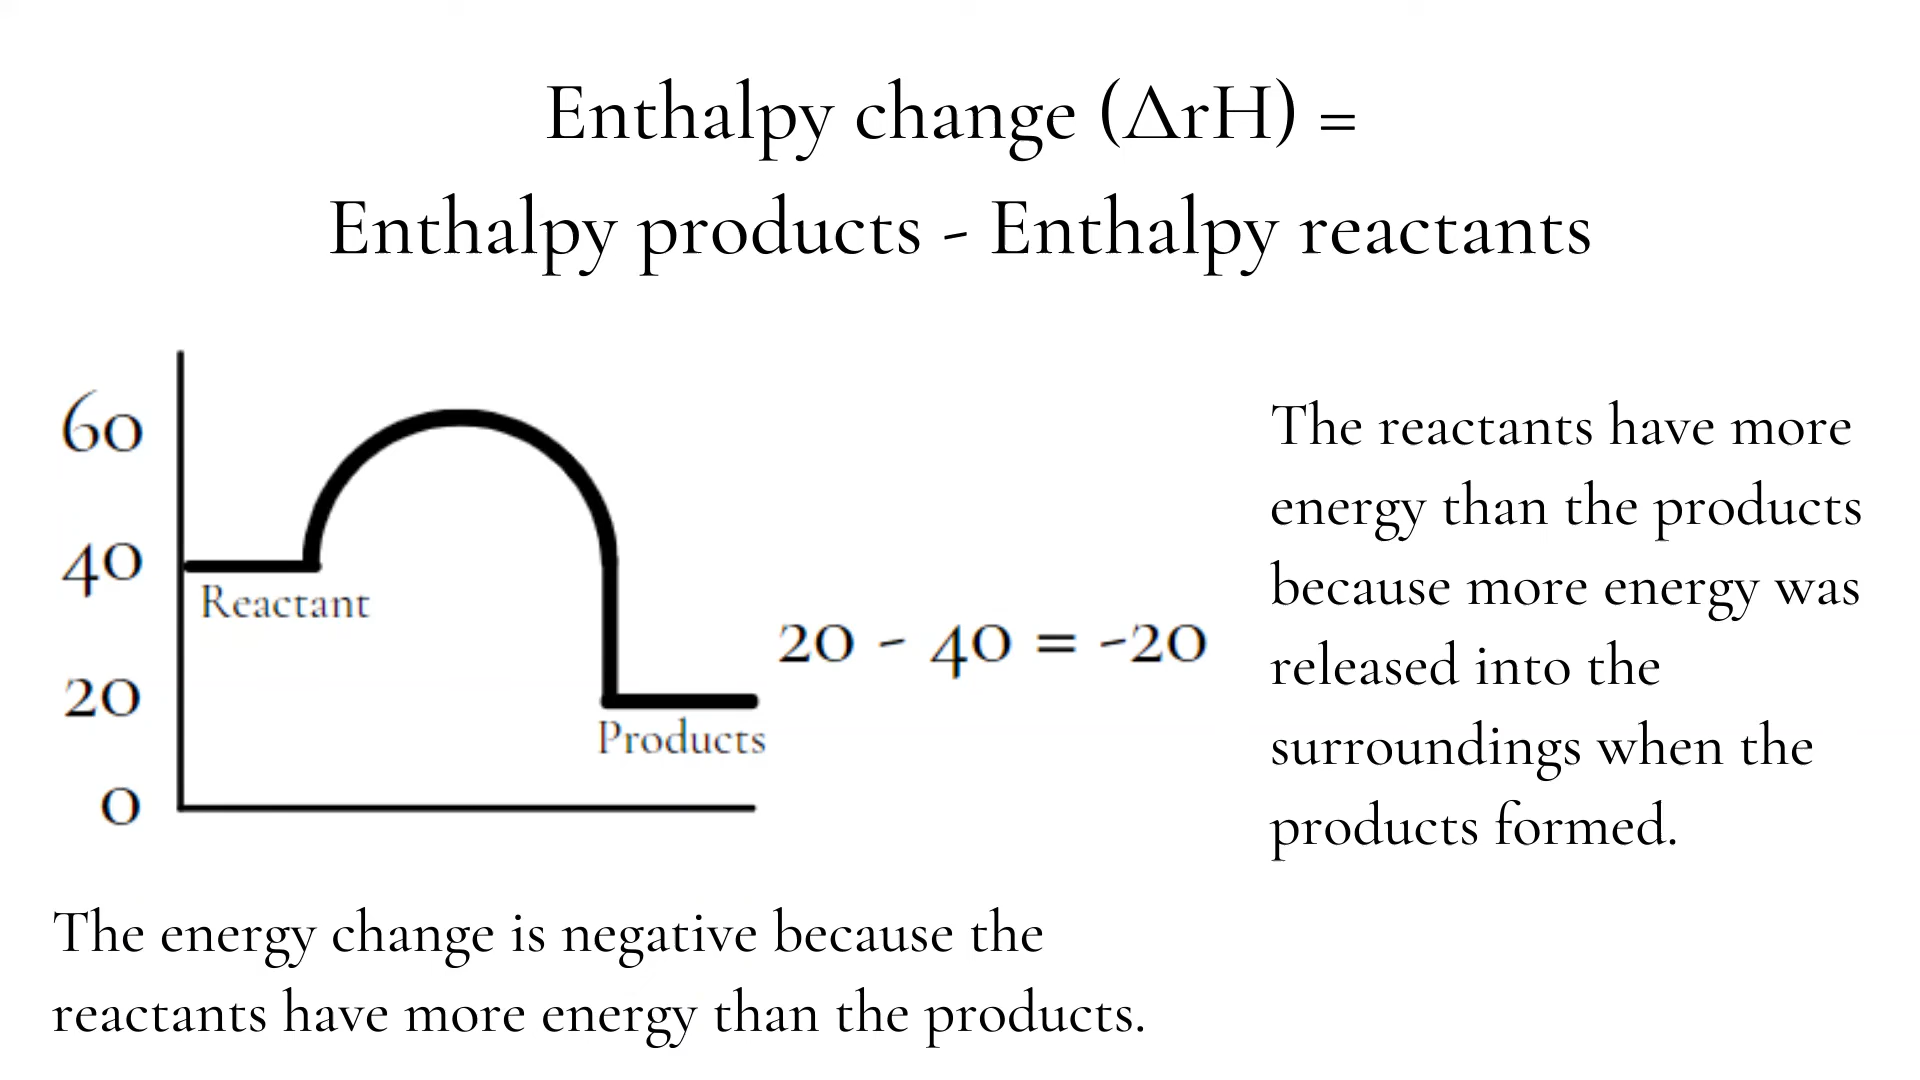 Enthalpy change (ΔrH) =
Enthalpy products - Enthalpy reactants
60
40
Reactant
20
Products
0
20 - 40 = -20
The reactants have more
energy than the products
because more energy was
released into the
surroundings when the
products formed.
The energy change is negative because the
reactants have more energy than the products.